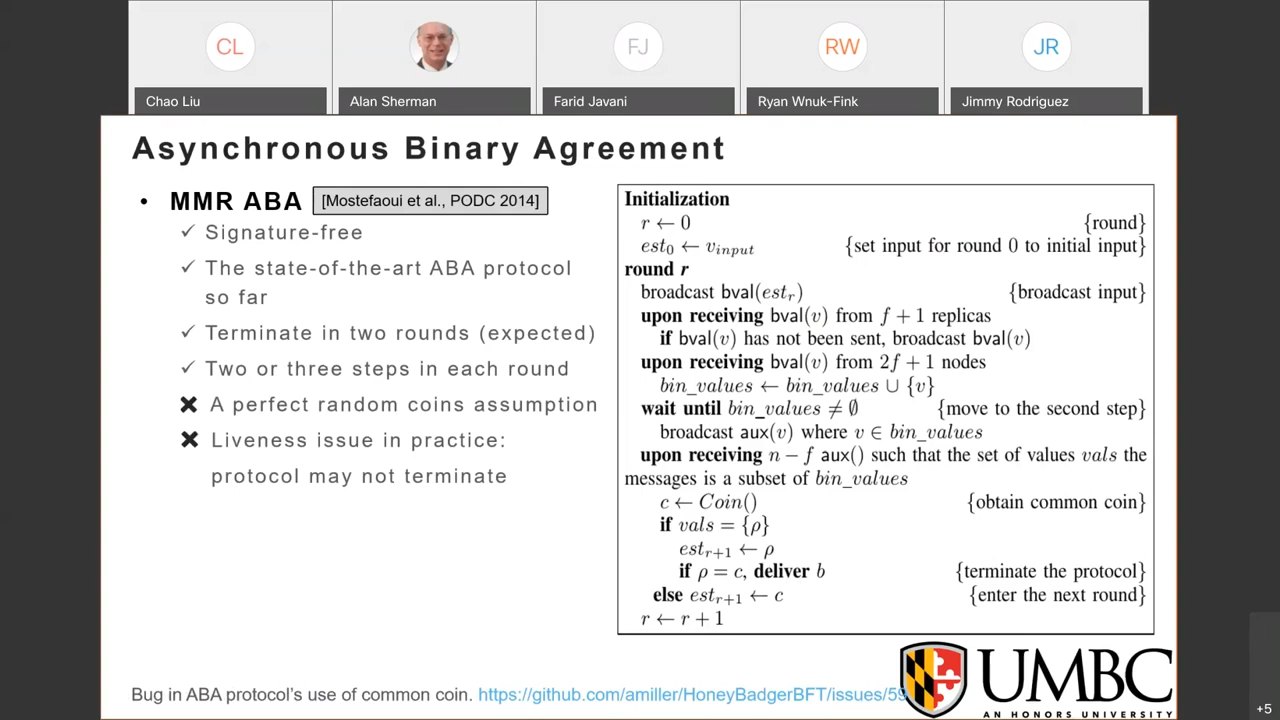 CL
FJ
RW
JR
Chao Liu
Alan Sherman
Farid Javani
Ryan Wnuk-Fink
Jimmy Rodriguez
Asynchronous Binary Agreement
• MMR ABA [Mostefaoui et al., PODC 2014]
✓ Signature-free
✓ The state-of-the-art ABA protocol
so far
✓ Terminate in two rounds (expected)
✓ Two or three steps in each round
✖ A perfect random coins assumption
✖ Liveness issue in practice:
protocol may not terminate
Initialization
r ← 0 {round}
est₀ ← v_input {set input for round 0 to initial input}
round r
broadcast bval(est_r) {broadcast input}
upon receiving bval(v) from f + 1 replicas
if bval(v) has not been sent, broadcast bval(v)
upon receiving bval(v) from 2f + 1 nodes
bin_values ← bin_values ∪ {v}
wait until bin_values ≠ ∅ {move to the second step}
broadcast aux(v) where v ∈ bin_values
upon receiving n − f aux() such that the set of values vals the
messages is a subset of bin_values
c ← Coin() {obtain common coin}
if vals = {ρ}
est_{r+1} ← ρ
if ρ = c, deliver b {terminate the protocol}
else est_{r+1} ← c {enter the next round}
r ← r + 1
Bug in ABA protocol's use of common coin. https://github.com/amiller/HoneyBadgerBFT/issues/59
UMBC
AN HONORS UNIVERSITY
+5